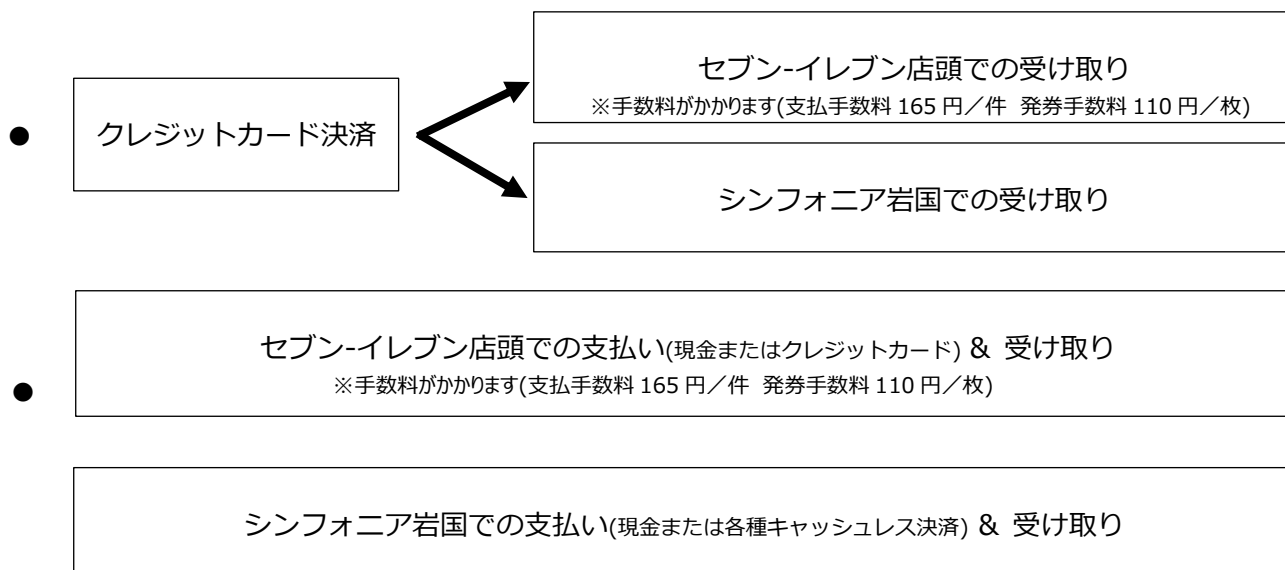 セブン-イレブン店頭での受け取り
※手数料がかかります(支払手数料 165 円／件 発券手数料 110 円／枚)
● クレジットカード決済
シンフォニア岩国での受け取り
セブン-イレブン店頭での支払い(現金またはクレジットカード) & 受け取り
※手数料がかかります(支払手数料 165 円／件 発券手数料 110 円／枚)
●
シンフォニア岩国での支払い(現金または各種キャッシュレス決済) & 受け取り